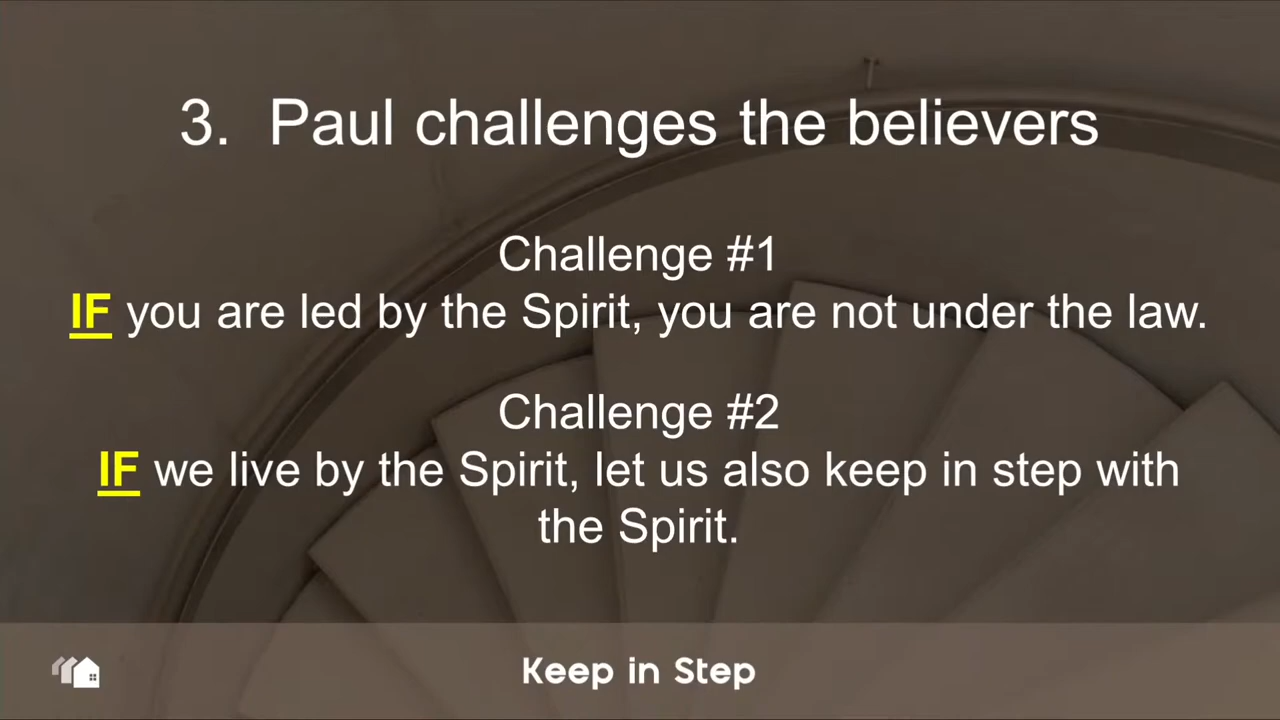 3. Paul challenges the believers
Challenge #1
IF you are led by the Spirit, you are not under the law.
Challenge #2
IF we live by the Spirit, let us also keep in step with
the Spirit.
Keep in Step